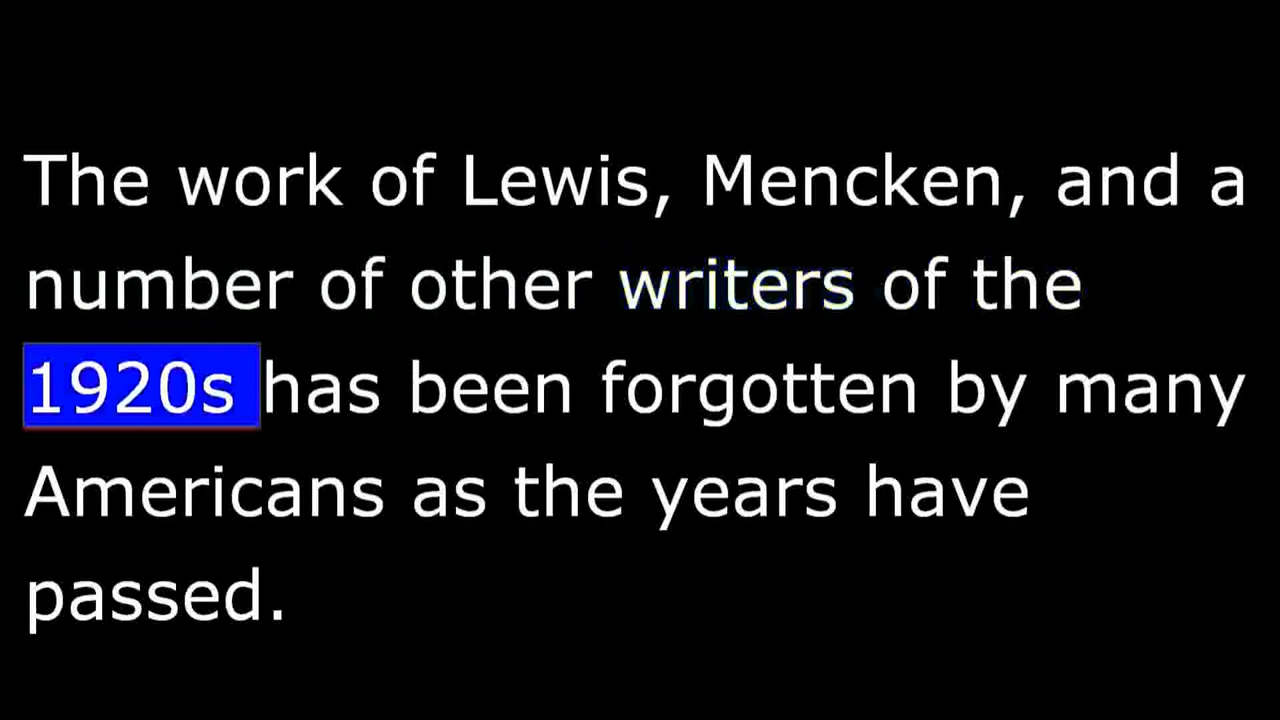 The work of Lewis, Mencken, and a
number of other writers of the
1920s has been forgotten by many
Americans as the years have
passed.